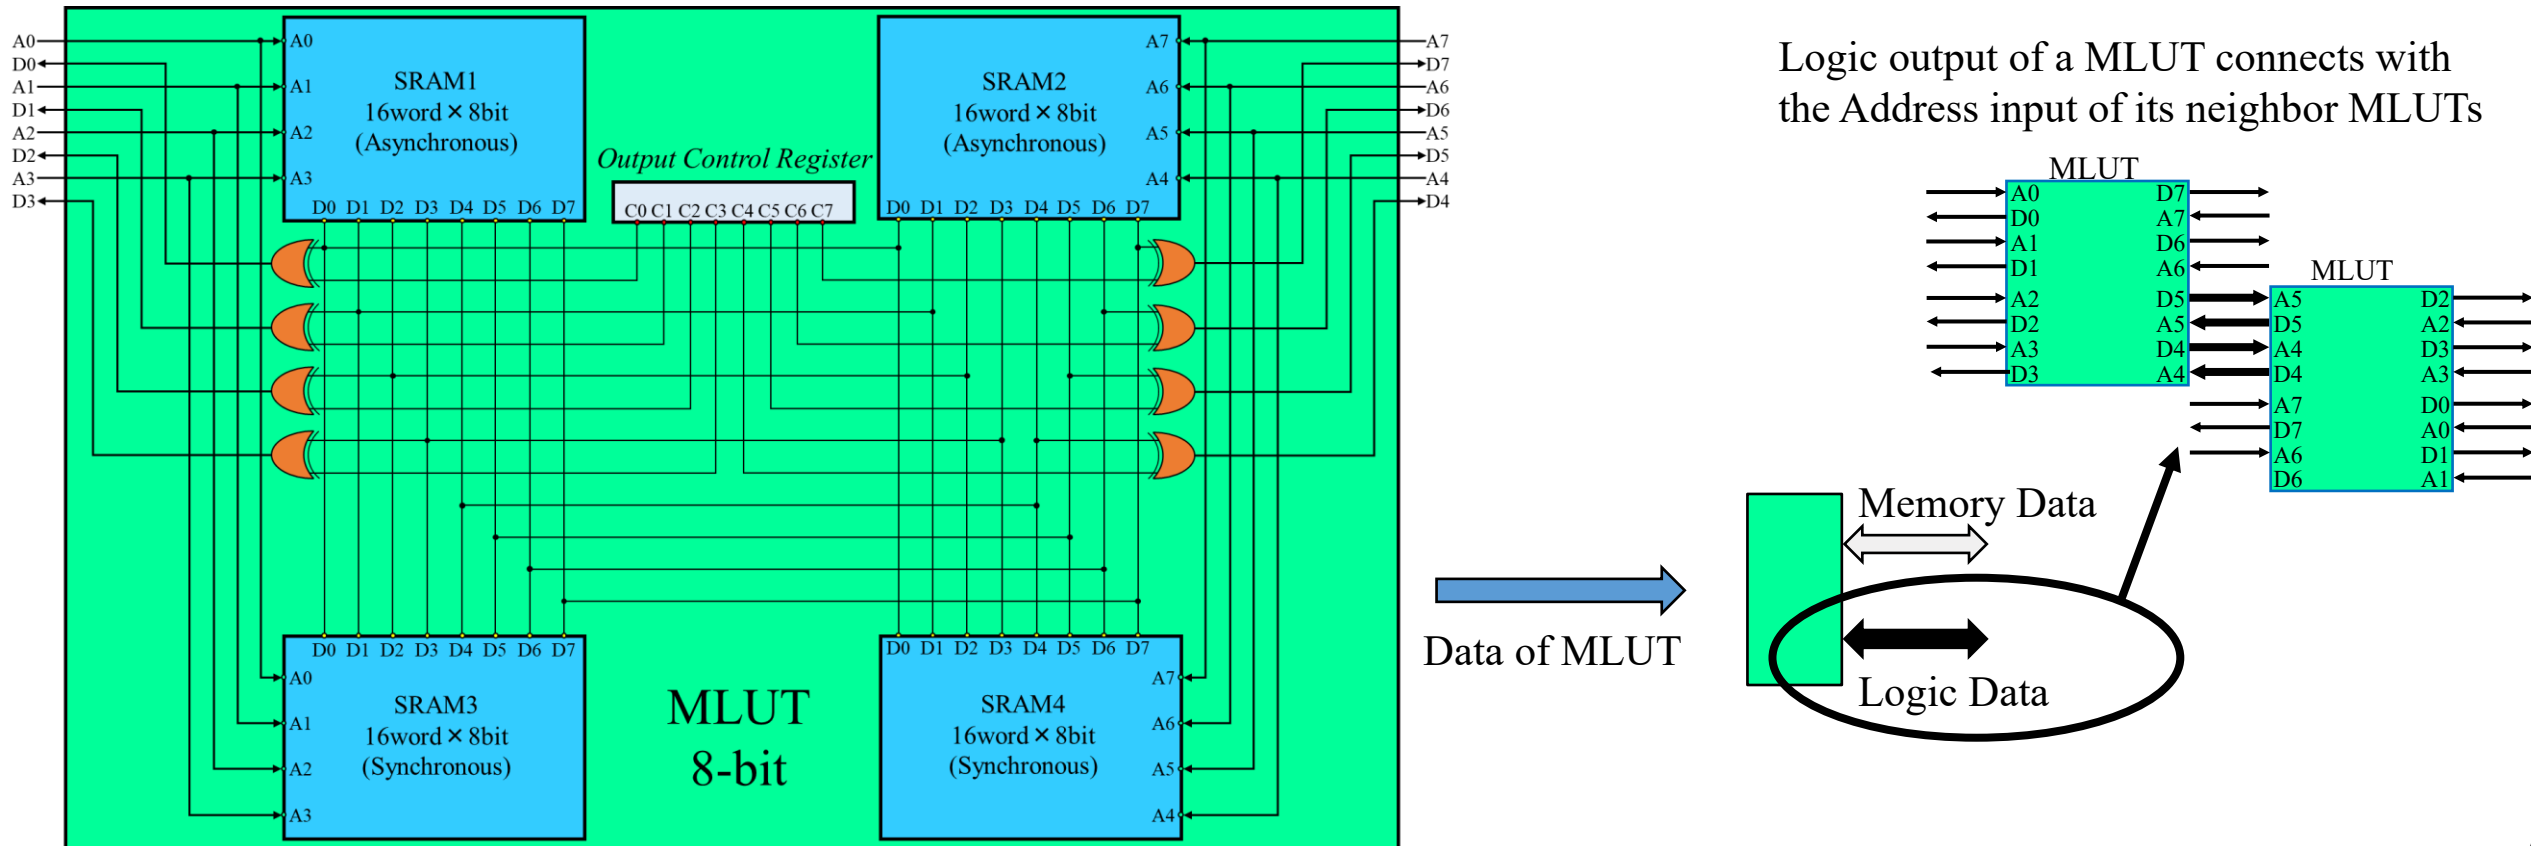 A0
D0
A1
D1
A2
D2
A3
D3
A0
A1
A2
A3
SRAM1
16word×8bit
(Asynchronous)
D0 D1 D2 D3 D4 D5 D6 D7
Output Control Register
C0 C1 C2 C3 C4 C5 C6 C7
SRAM2
16word×8bit
(Asynchronous)
A7
A6
A5
A4
D0 D1 D2 D3 D4 D5 D6 D7
A7
D7
A6
D6
A5
D5
A4
D4
D0 D1 D2 D3 D4 D5 D6 D7
A0
A1
A2
A3
SRAM3
16word×8bit
(Synchronous)
MLUT
8-bit
D0 D1 D2 D3 D4 D5 D6 D7
SRAM4
16word×8bit
(Synchronous)
A7
A6
A5
A4
Data of MLUT
Logic output of a MLUT connects with
the Address input of its neighbor MLUTs
MLUT
A0 D7
D0 A7
A1 D6
D1 A6
A2 D5
D2 A5
A3 D4
D3 A4
MLUT
A5 D2
D5 A2
A4 D3
D4 A3
A7 D0
D7 A0
A6 D1
D6 A1
Memory Data
Logic Data